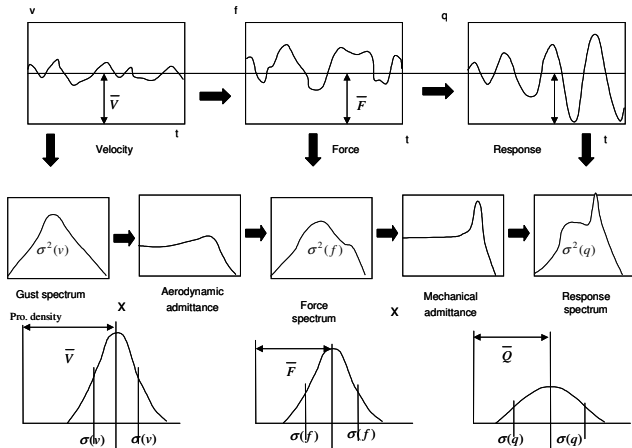 v f q
V̅ F̅
t t t
Velocity Force Response
σ²(v) σ²(f) σ²(q)
Gust spectrum
Aerodynamic
admittance
Force
spectrum
Mechanical
admittance
Response
spectrum
X X
Pro. density
V̅ F̅ Q̅
σ(v) σ(v) σ(f) σ(f) σ(q) σ(q)